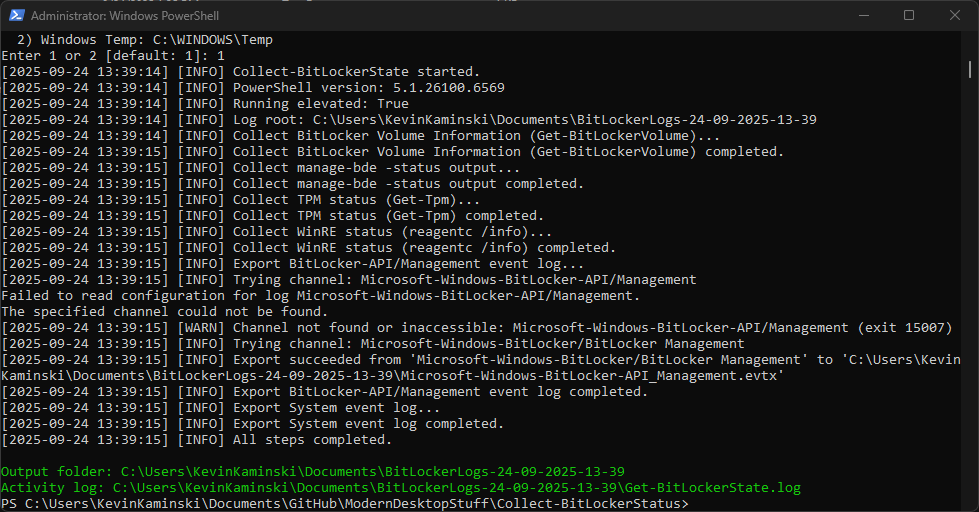 Administrator: Windows PowerShell
2) Windows Temp: C:\WINDOWS\Temp
Enter 1 or 2 [default: 1]: 1
[2025-09-24 13:39:14] [INFO] Collect-BitLockerState started.
[2025-09-24 13:39:14] [INFO] PowerShell version: 5.1.26100.6569
[2025-09-24 13:39:14] [INFO] Running elevated: True
[2025-09-24 13:39:14] [INFO] Log root: C:\Users\KevinKaminski\Documents\BitLockerLogs-24-09-2025-13-39
[2025-09-24 13:39:14] [INFO] Collect BitLocker Volume Information (Get-BitLockerVolume)...
[2025-09-24 13:39:15] [INFO] Collect BitLocker Volume Information (Get-BitLockerVolume) completed.
[2025-09-24 13:39:15] [INFO] Collect manage-bde -status output...
[2025-09-24 13:39:15] [INFO] Collect manage-bde -status output completed.
[2025-09-24 13:39:15] [INFO] Collect TPM status (Get-Tpm)...
[2025-09-24 13:39:15] [INFO] Collect TPM status (Get-Tpm) completed.
[2025-09-24 13:39:15] [INFO] Collect WinRE status (reagentc /info)...
[2025-09-24 13:39:15] [INFO] Collect WinRE status (reagentc /info) completed.
[2025-09-24 13:39:15] [INFO] Export BitLocker-API/Management event log...
[2025-09-24 13:39:15] [INFO] Trying channel: Microsoft-Windows-BitLocker-API/Management
Failed to read configuration for log Microsoft-Windows-BitLocker-API/Management.
The specified channel could not be found.
[2025-09-24 13:39:15] [WARN] Channel not found or inaccessible: Microsoft-Windows-BitLocker-API/Management (exit 15007)
[2025-09-24 13:39:15] [INFO] Trying channel: Microsoft-Windows-BitLocker/BitLocker Management
[2025-09-24 13:39:15] [INFO] Export succeeded from 'Microsoft-Windows-BitLocker/BitLocker Management' to 'C:\Users\Kevin
Kaminski\Documents\BitLockerLogs-24-09-2025-13-39\Microsoft-Windows-BitLocker-API_Management.evtx'
[2025-09-24 13:39:15] [INFO] Export BitLocker-API/Management event log completed.
[2025-09-24 13:39:15] [INFO] Export System event log...
[2025-09-24 13:39:15] [INFO] Export System event log completed.
[2025-09-24 13:39:15] [INFO] All steps completed.
Output folder: C:\Users\KevinKaminski\Documents\BitLockerLogs-24-09-2025-13-39
Activity log: C:\Users\KevinKaminski\Documents\BitLockerLogs-24-09-2025-13-39\Get-BitLockerState.log
PS C:\Users\KevinKaminski\Documents\GitHub\ModernDesktopStuff\Collect-BitLockerStatus>